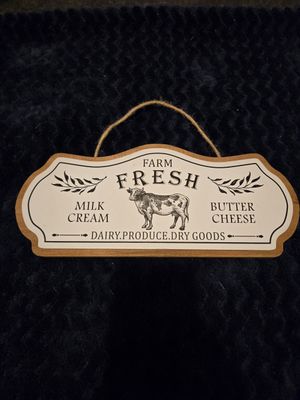 FARM
FRESH
MILK
CREAM
BUTTER
CHEESE
DAIRY.PRODUCE.DRY GOODS